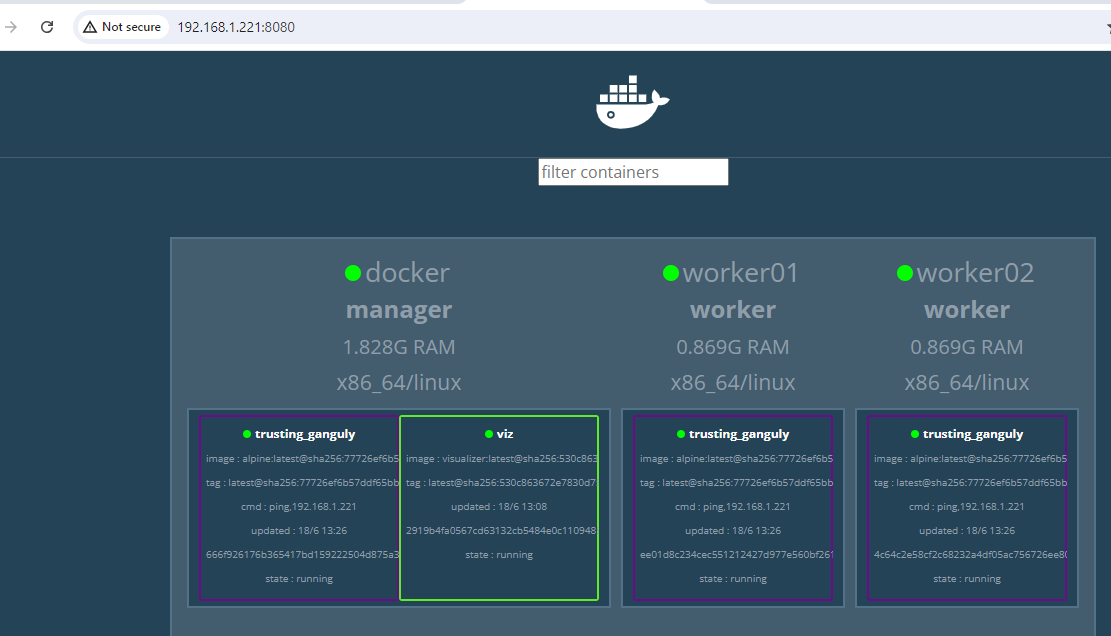 Not secure 192.168.1.221:8080
filter containers
docker
manager
1.828G RAM
x86_64/linux
trusting_ganguly
image : alpine:latest@sha256:77726ef6b5
tag : latest@sha256:77726ef6b57ddf65bb
cmd : ping,192.168.1.221
updated : 18/6 13:26
666f926176b365417bd159222504d875a3
state : running
viz
image : visualizer:latest@sha256:530c863
tag : latest@sha256:530c863672e7830d7
updated : 18/6 13:08
2919b4fa0567cd63132cb5484e0c110948
state : running
worker01
worker
0.869G RAM
x86_64/linux
trusting_ganguly
image : alpine:latest@sha256:77726ef6b5
tag : latest@sha256:77726ef6b57ddf65bb
cmd : ping,192.168.1.221
updated : 18/6 13:26
ee01d8c234cec551212427d977e560bf261
state : running
worker02
worker
0.869G RAM
x86_64/linux
trusting_ganguly
image : alpine:latest@sha256:77726ef6b5
tag : latest@sha256:77726ef6b57ddf65bb
cmd : ping,192.168.1.221
updated : 18/6 13:26
4c64c2e58cf2c68232a4df05ac756726ee80
state : running